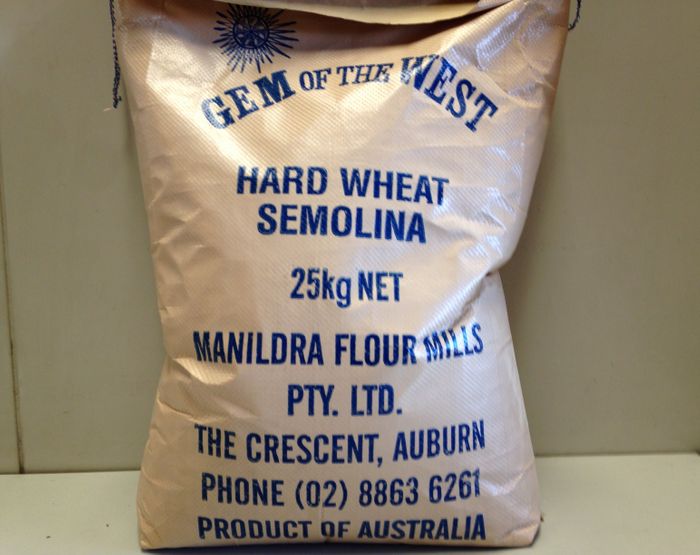 GEM OF THE WEST
HARD WHEAT
SEMOLINA
25kg NET
MANILDRA FLOUR MILLS
PTY. LTD.
THE CRESCENT, AUBURN
PHONE (02) 8863 6261
PRODUCT OF AUSTRALIA